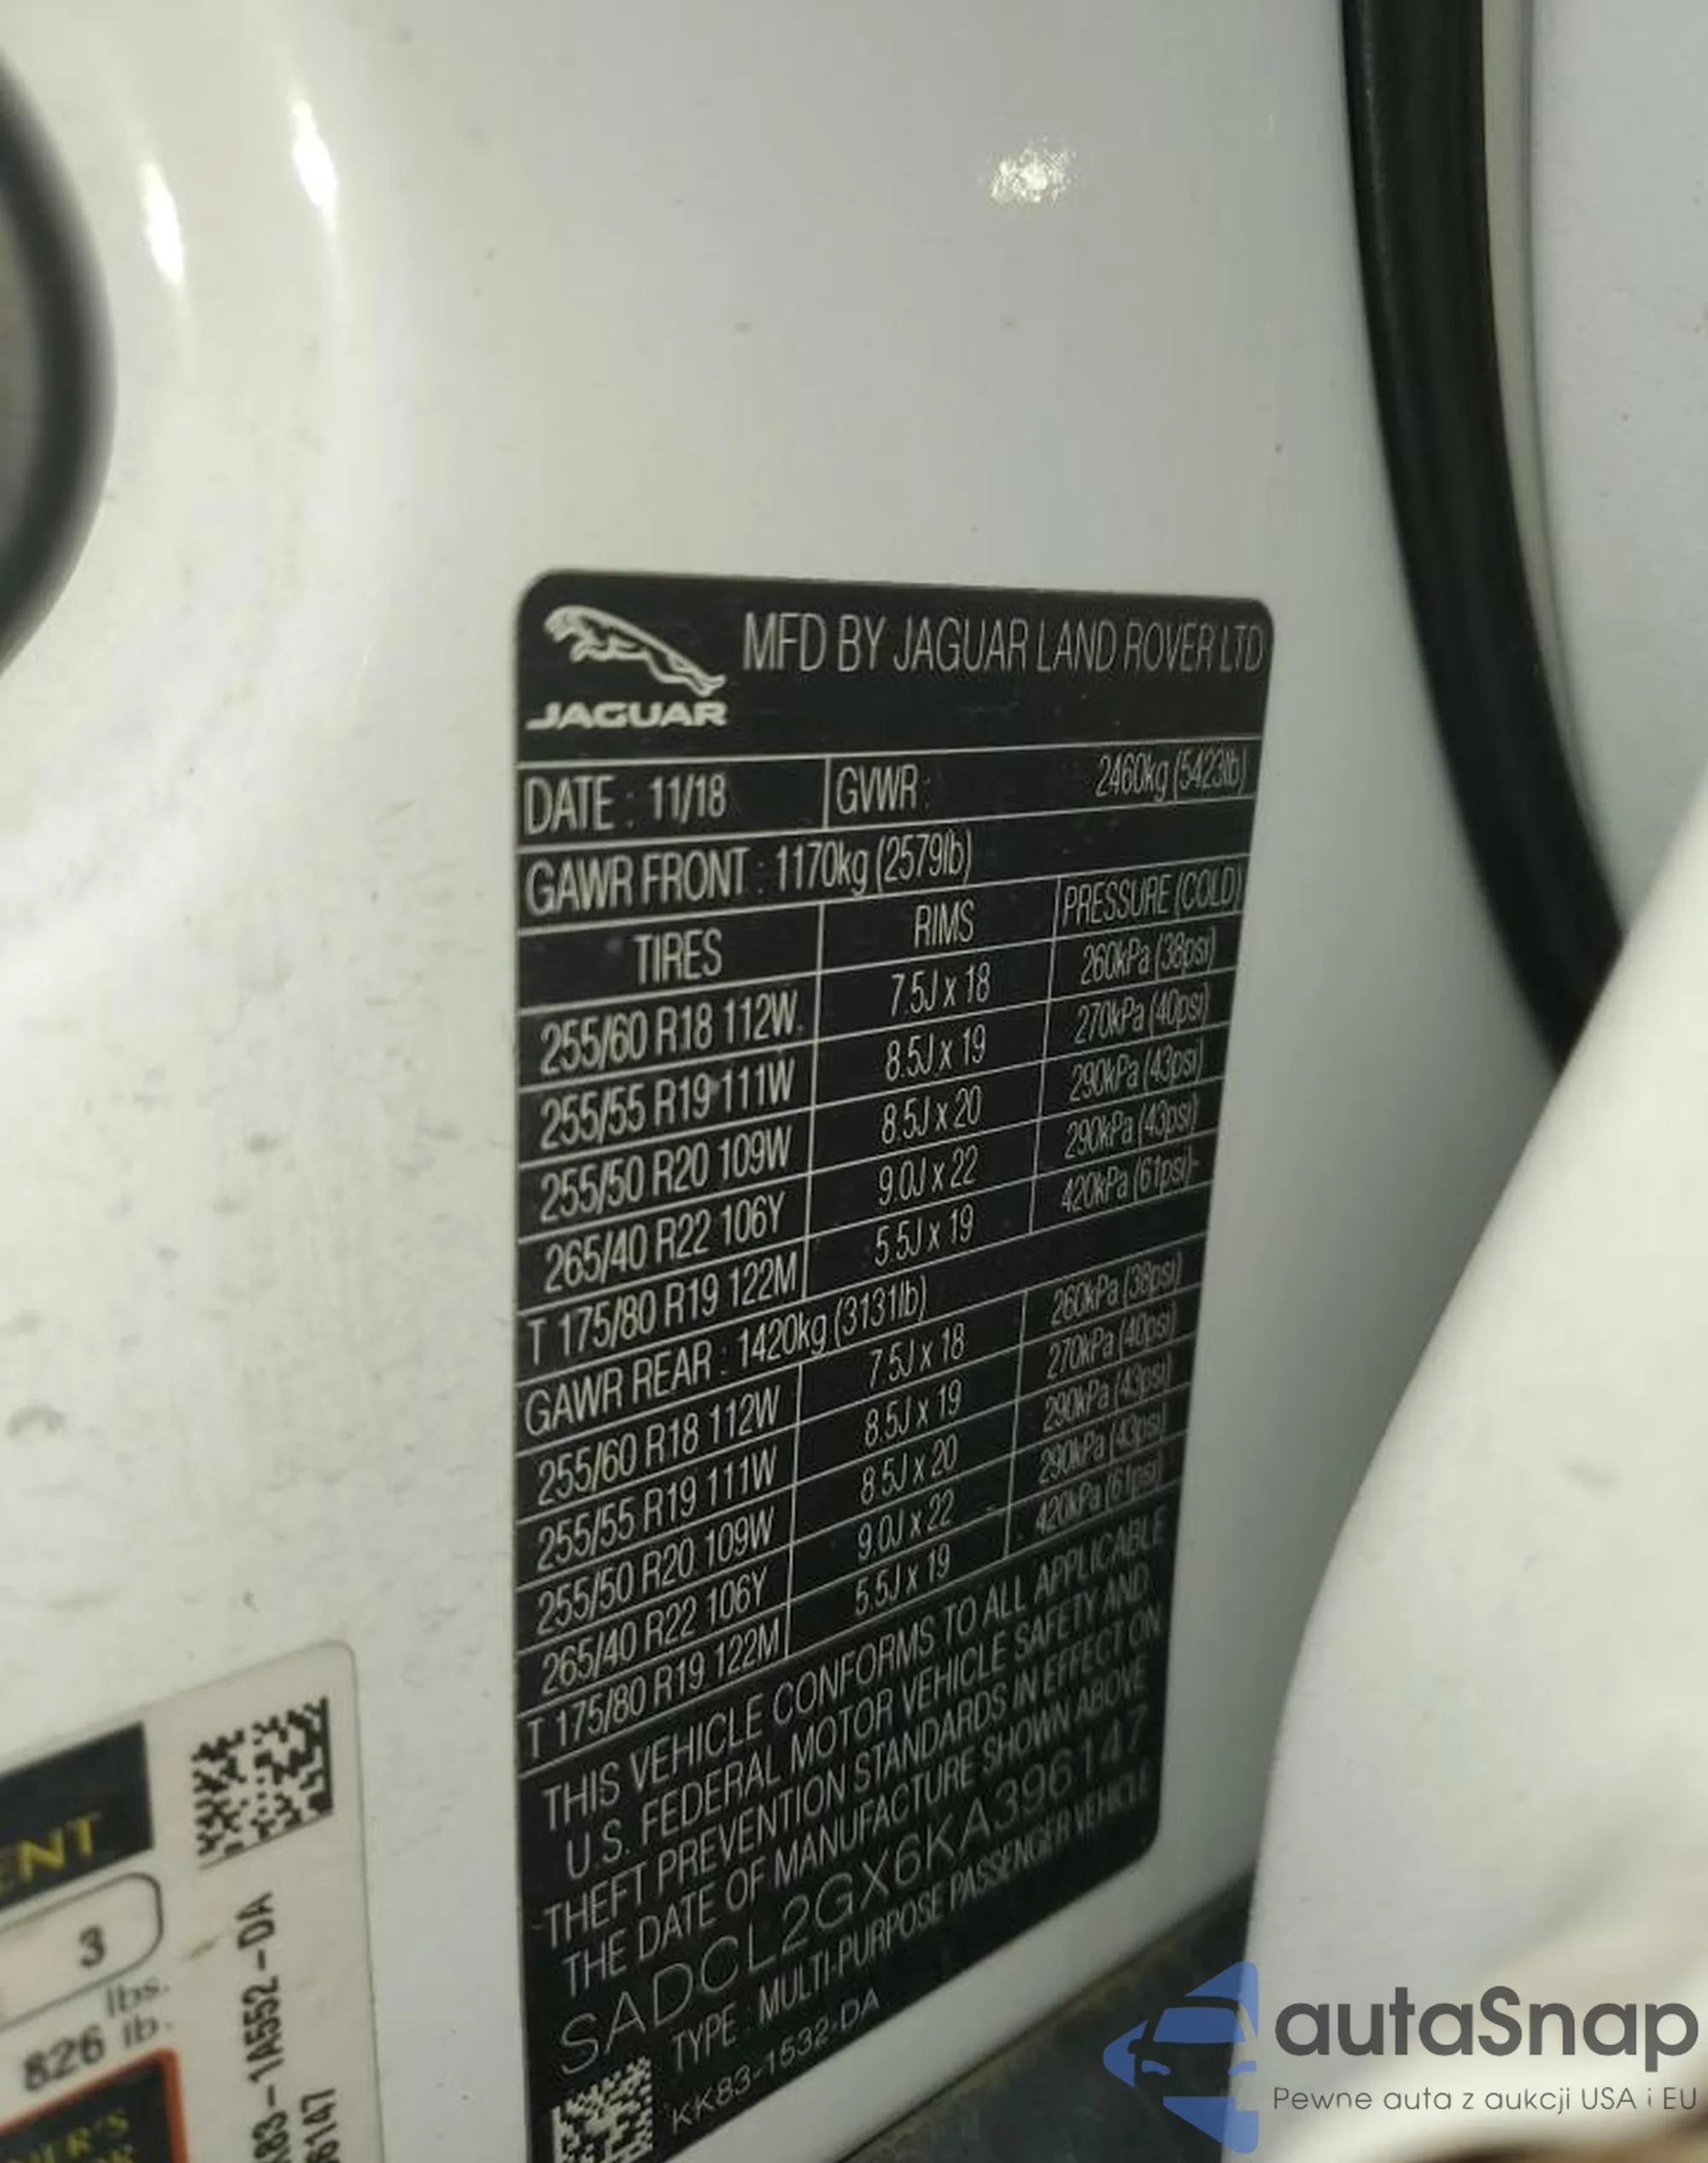 JAGUAR
MFD BY JAGUAR LAND ROVER LTD
DATE : 11/18 GVWR : 2460kg (5423lb)
GAWR FRONT : 1170kg (2579lb)
TIRES RIMS PRESSURE (COLD)
255/60 R18 112W 7.5J x 18 260kPa (38psi)
255/55 R19 111W 8.5J x 19 270kPa (40psi)
255/50 R20 109W 8.5J x 20 290kPa (43psi)
265/40 R22 106Y 9.0J x 22 290kPa (43psi)
T 175/80 R19 122M 5.5J x 19 420kPa (61psi)
GAWR REAR : 1420kg (3131lb)
255/60 R18 112W 7.5J x 18 260kPa (38psi)
255/55 R19 111W 8.5J x 19 270kPa (40psi)
255/50 R20 109W 8.5J x 20 290kPa (43psi)
265/40 R22 106Y 9.0J x 22 290kPa (43psi)
T 175/80 R19 122M 5.5J x 19 420kPa (61psi)
THIS VEHICLE CONFORMS TO ALL APPLICABLE
U.S. FEDERAL MOTOR VEHICLE SAFETY AND
THEFT PREVENTION STANDARDS IN EFFECT ON
THE DATE OF MANUFACTURE SHOWN ABOVE
SADCL2GX6KA396147
TYPE : MULTI-PURPOSE PASSENGER VEHICLE
KK83-1532-DA
ENT
3
lbs.
826 lb.
A83-1A552-DA
6147
autaSnap
Pewne auta z aukcji USA i EU